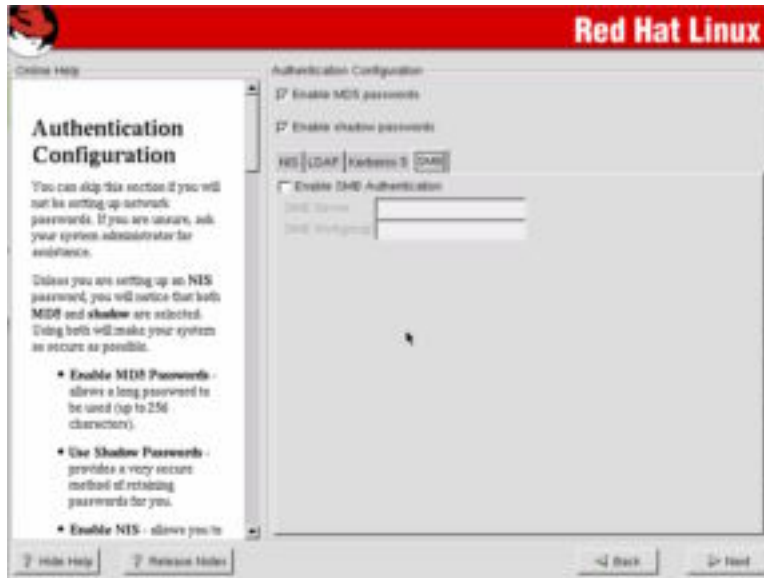 Red Hat Linux
Online Help
Authentication
Configuration
You can skip this section if you will
not be setting up network
passwords. If you are unsure, ask
your system administrator for
assistance.
Unless you are setting up an NIS
password, you will notice that both
MD5 and shadow are selected.
Using both will make your system
as secure as possible.
• Enable MD5 Passwords -
allows a long password to
be used (up to 256
characters).
• Use Shadow Passwords -
provides a very secure
method of retaining
passwords for you.
• Enable NIS - allows you to
Authentication Configuration
Enable MD5 passwords
Enable shadow passwords
NIS LDAP Kerberos 5 SMB
Enable SMB Authentication
SMB Server:
SMB Workgroup:
? Hide Help
? Release Notes
Back
Next